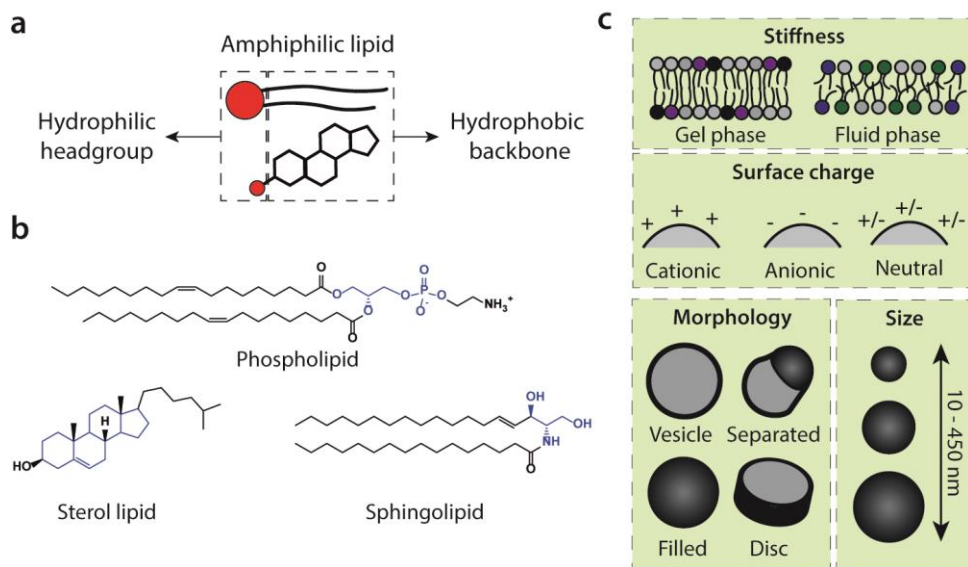 a
Amphiphilic lipid
Hydrophilic
headgroup
Hydrophobic
backbone
b
O
O
O
O
O
P
O
O
-
NH₃⁺
O
Phospholipid
H
HO
Sterol lipid
OH
OH
NH
O
Sphingolipid
c
Stiffness
Gel phase
Fluid phase
Surface charge
+ + +
- - -
+/- +/- +/-
Cationic
Anionic
Neutral
Morphology
Vesicle
Separated
Filled
Disc
Size
10 - 450 nm